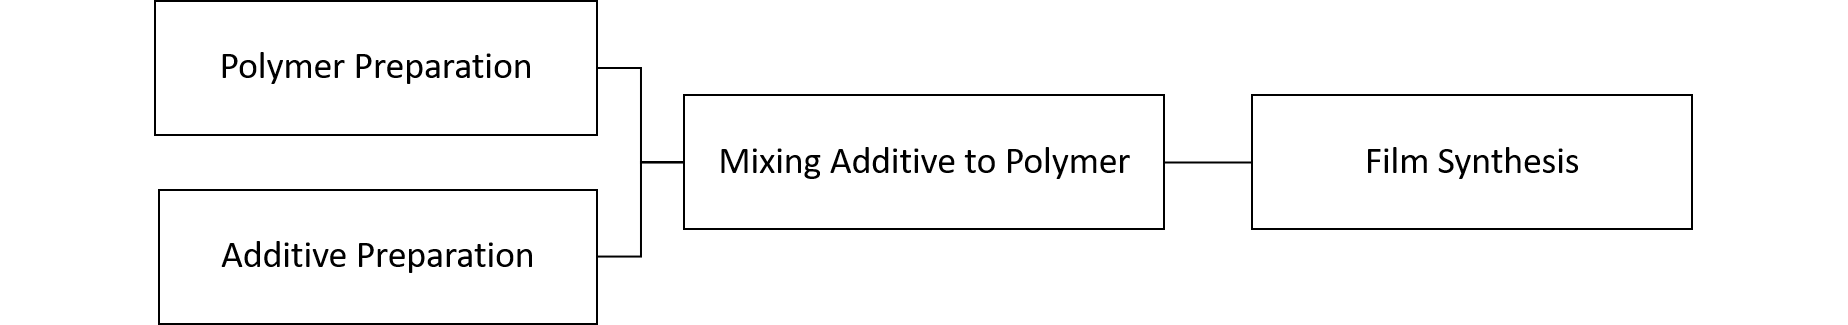 Polymer Preparation
Additive Preparation
Mixing Additive to Polymer
Film Synthesis